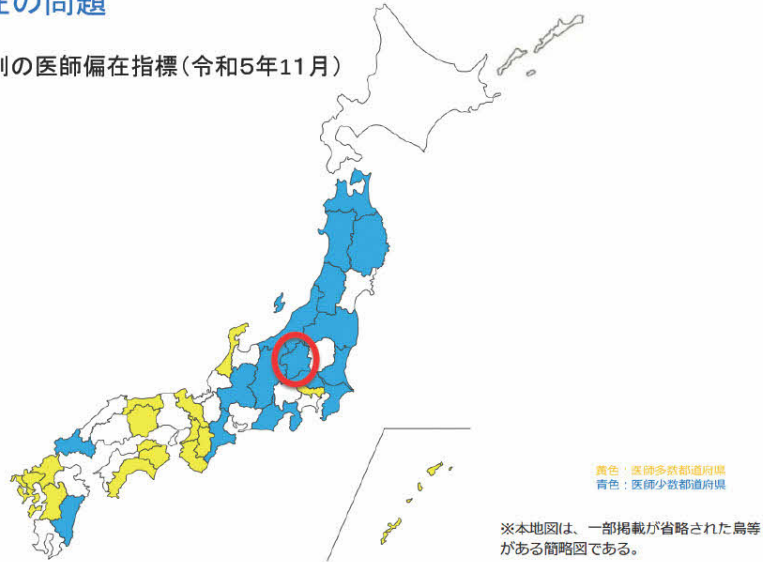 在の問題
別の医師偏在指標（令和5年11月）
黄色：医師多数都道府県
青色：医師少数都道府県
※本地図は、一部掲載が省略された島等
がある簡略図である。